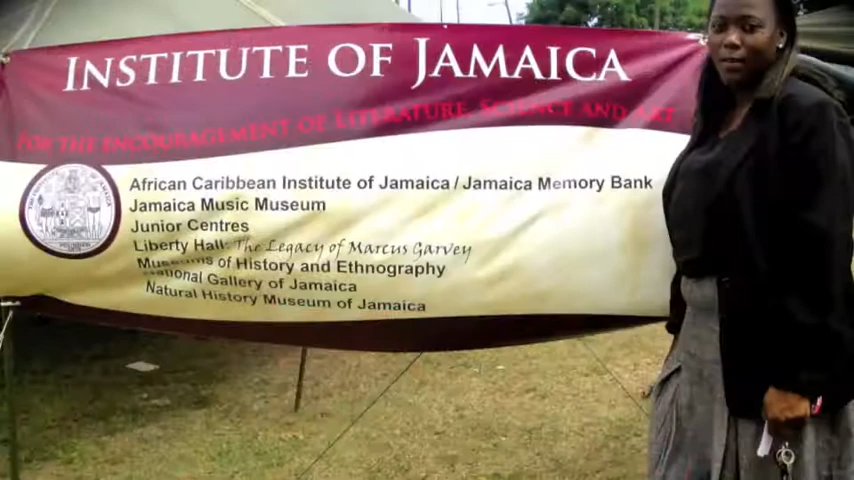 INSTITUTE OF JAMAICA
FOR THE ENCOURAGEMENT OF LITERATURE, SCIENCE AND ART
African Caribbean Institute of Jamaica / Jamaica Memory Bank
Jamaica Music Museum
Junior Centres
Liberty Hall: The Legacy of Marcus Garvey
Museums of History and Ethnography
National Gallery of Jamaica
Natural History Museum of Jamaica